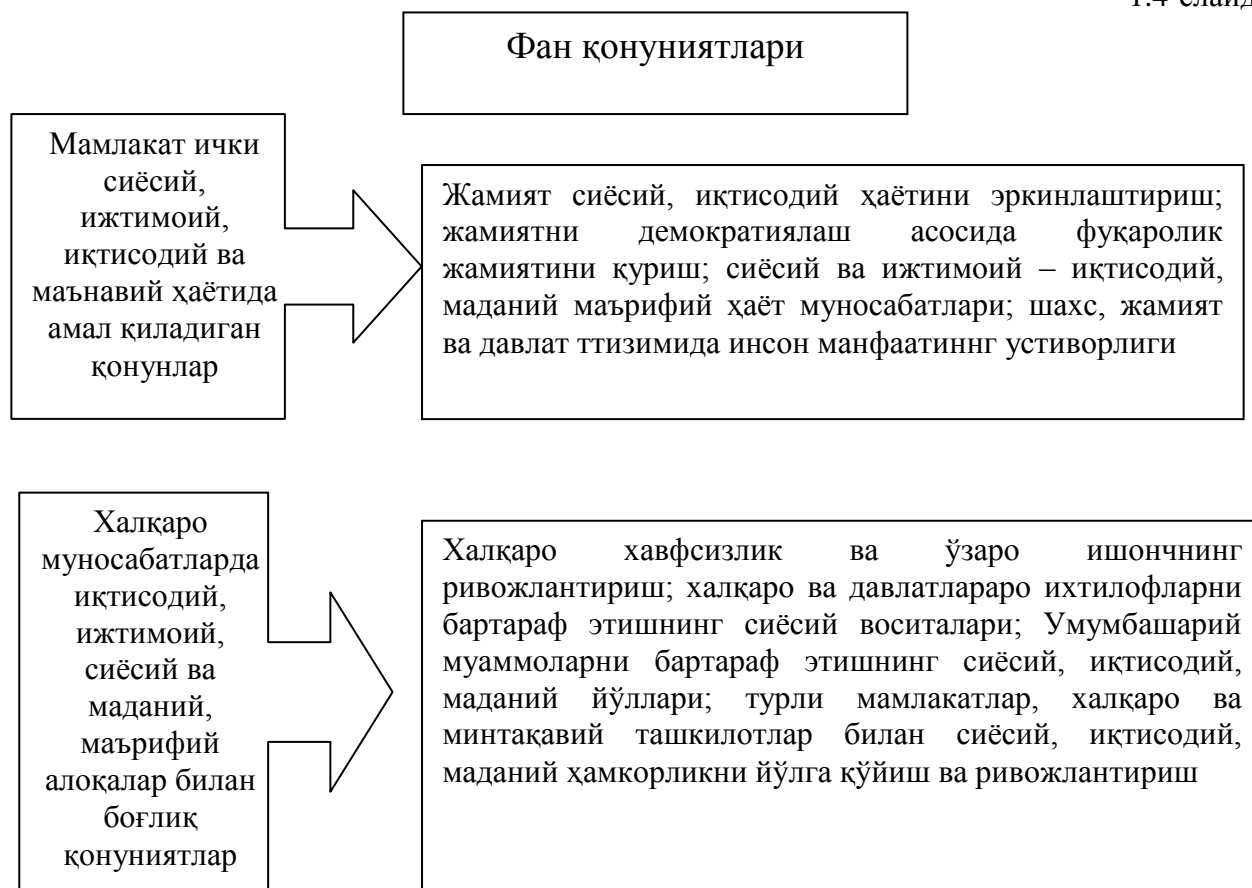 1.4-слайд
Фан қонуниятлари
Мамлакат ички
сиёсий,
ижтимоий,
иқтисодий ва
маънавий ҳаётида
амал қиладиган
қонунлар
Жамият сиёсий, иқтисодий ҳаётини эркинлаштириш;
жамиятни демократиялаш асосида фуқаролик
жамиятини қуриш; сиёсий ва ижтимоий – иқтисодий,
маданий маърифий ҳаёт муносабатлари; шахс, жамият
ва давлат ттизимида инсон манфаатиннг устиворлиги
Халқаро
муносабатларда
иқтисодий,
ижтимоий,
сиёсий ва
маданий,
маърифий
алоқалар билан
боғлиқ
қонуниятлар
Халқаро хавфсизлик ва ўзаро ишончнинг
ривожлантириш; халқаро ва давлатлараро ихтилофларни
бартараф этишнинг сиёсий воситалари; Умумбашарий
муаммоларни бартараф этишнинг сиёсий, иқтисодий,
маданий йўллари; турли мамлакатлар, халқаро ва
минтақавий ташкилотлар билан сиёсий, иқтисодий,
маданий ҳамкорликни йўлга қўйиш ва ривожлантириш